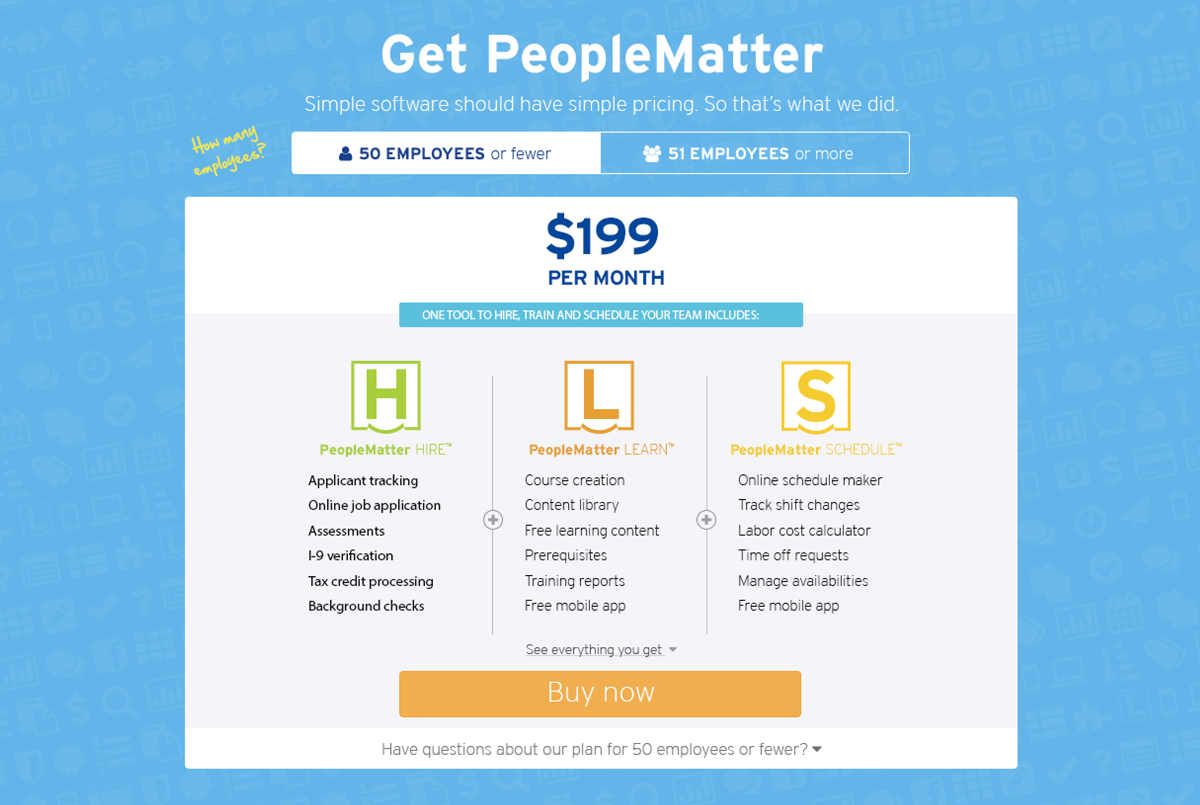 Get PeopleMatter
Simple software should have simple pricing. So that's what we did.
How many
employees?
50 EMPLOYEES or fewer
51 EMPLOYEES or more
$199
PER MONTH
ONE TOOL TO HIRE, TRAIN AND SCHEDULE YOUR TEAM INCLUDES:
H
PeopleMatter HIRE™
Applicant tracking
Online job application
Assessments
I-9 verification
Tax credit processing
Background checks
L
PeopleMatter LEARN™
Course creation
Content library
Free learning content
Prerequisites
Training reports
Free mobile app
S
PeopleMatter SCHEDULE™
Online schedule maker
Track shift changes
Labor cost calculator
Time off requests
Manage availabilities
Free mobile app
See everything you get
Buy now
Have questions about our plan for 50 employees or fewer?